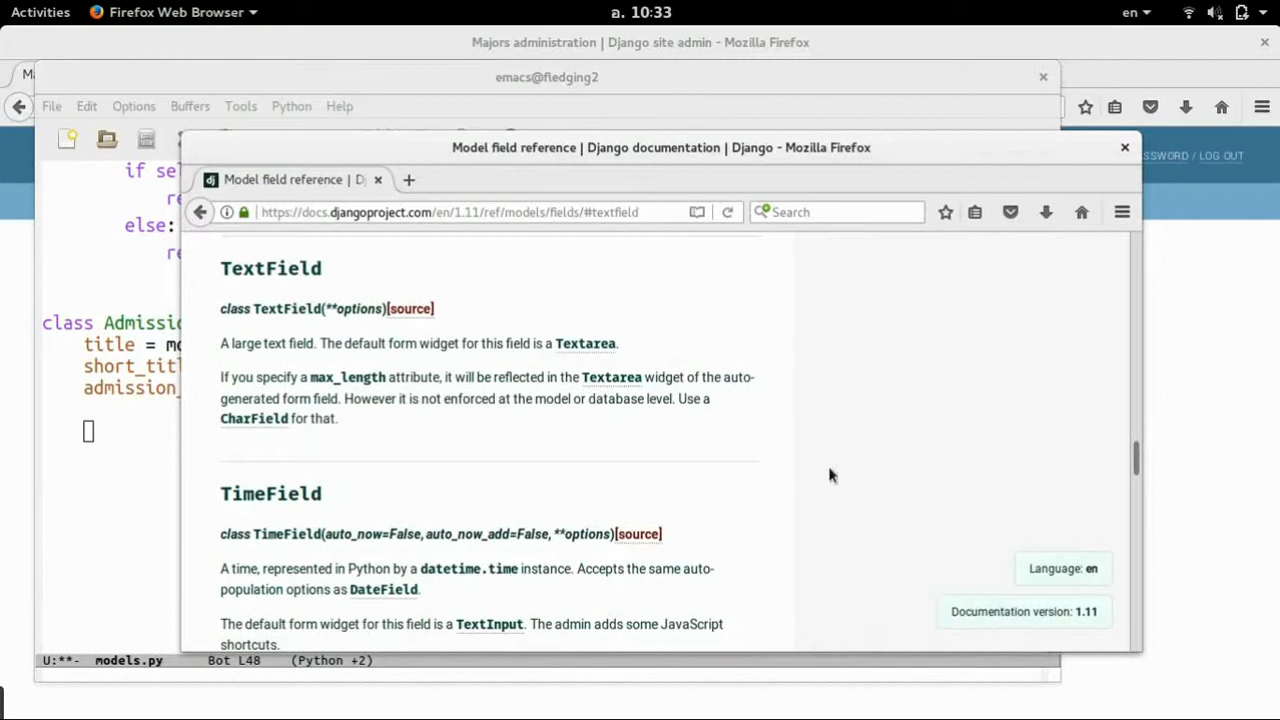 Activities Firefox Web Browser อ. 10:33 en
Majors administration | Django site admin - Mozilla Firefox
emacs@fledging2
File Edit Options Buffers Tools Python Help
Model field reference | Django documentation | Django - Mozilla Firefox
SSWORD / LOG OUT
Model field reference | D
https://docs.djangoproject.com/en/1.11/ref/models/fields/#textfield Search
if sel
re
else:
re
class Admissio
title = mo
short_titl
admission_
TextField
class TextField(**options)[source]
A large text field. The default form widget for this field is a Textarea.
If you specify a max_length attribute, it will be reflected in the Textarea widget of the auto-
generated form field. However it is not enforced at the model or database level. Use a
CharField for that.
TimeField
class TimeField(auto_now=False, auto_now_add=False, **options)[source]
A time, represented in Python by a datetime.time instance. Accepts the same auto-
population options as DateField.
The default form widget for this field is a TextInput. The admin adds some JavaScript
shortcuts.
Language: en
Documentation version: 1.11
U:**- models.py Bot L48 (Python +2)